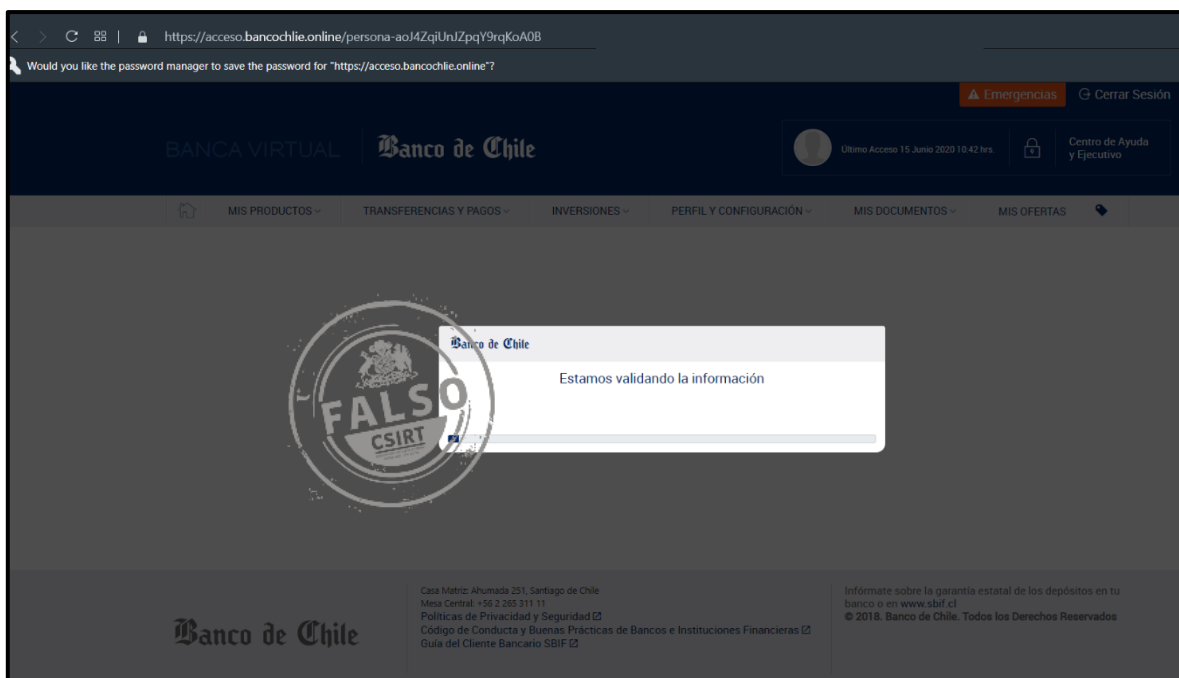 https://acceso.bancochlie.online/persona-aoJ4ZqiUnJZpqY9rqKoA0B
Would you like the password manager to save the password for "https://acceso.bancochlie.online"?
Emergencias
Cerrar Sesión
BANCA VIRTUAL
Banco de Chile
Último Acceso 15 Junio 2020 10:42 hrs.
Centro de Ayuda
y Ejecutivo
MIS PRODUCTOS
TRANSFERENCIAS Y PAGOS
INVERSIONES
PERFIL Y CONFIGURACIÓN
MIS DOCUMENTOS
MIS OFERTAS
Banco de Chile
Estamos validando la información
FALSO
CSIRT
Banco de Chile
Casa Matriz: Ahumada 251, Santiago de Chile
Mesa Central: +56 2 265 311 11
Políticas de Privacidad y Seguridad
Código de Conducta y Buenas Prácticas de Bancos e Instituciones Financieras
Guía del Cliente Bancario SBIF
Infórmate sobre la garantía estatal de los depósitos en tu
banco o en www.sbif.cl
© 2018. Banco de Chile. Todos los Derechos Reservados